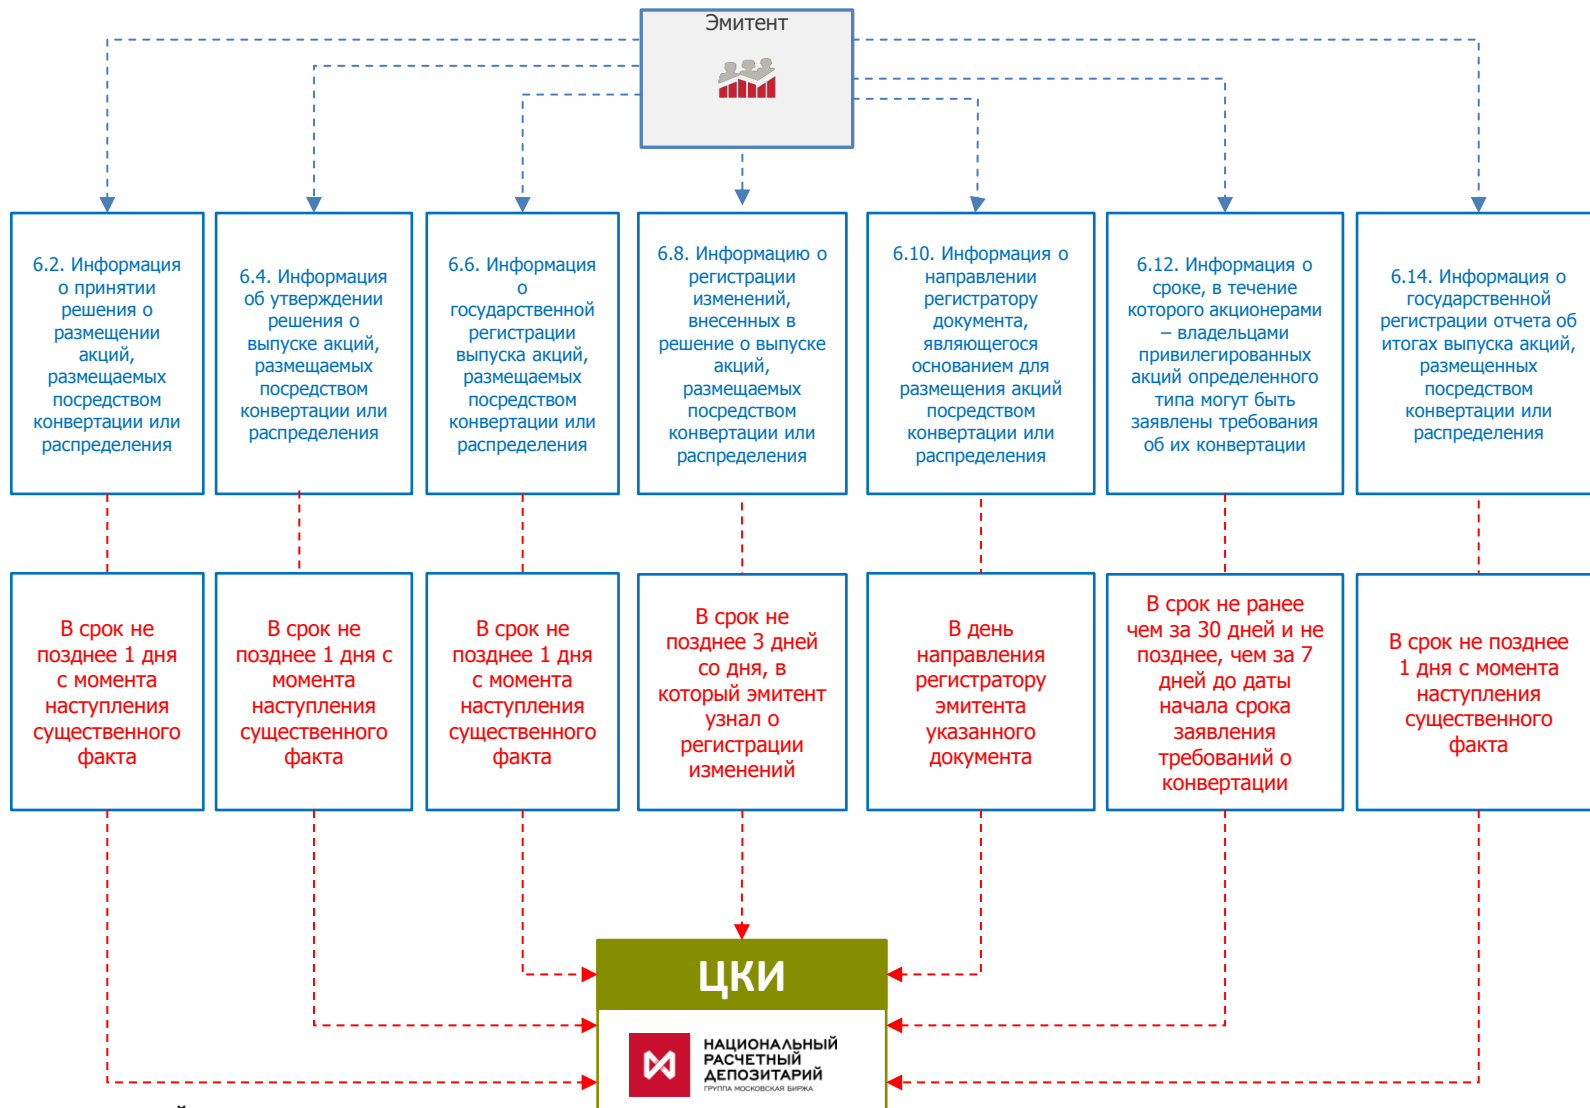 Эмитент
6.2. Информация
о принятии
решения о
размещении
акций,
размещаемых
посредством
конвертации или
распределения
6.4. Информация
об утверждении
решения о
выпуске акций,
размещаемых
посредством
конвертации или
распределения
6.6. Информация
о
государственной
регистрации
выпуска акций,
размещаемых
посредством
конвертации или
распределения
6.8. Информацию о
регистрации
изменений,
внесенных в
решение о выпуске
акций,
размещаемых
посредством
конвертации или
распределения
6.10. Информация о
направлении
регистратору
документа,
являющегося
основанием для
размещения акций
посредством
конвертации или
распределения
6.12. Информация о
сроке, в течение
которого акционерами
– владельцами
привилегированных
акций определенного
типа могут быть
заявлены требования
об их конвертации
6.14. Информация о
государственной
регистрации отчета об
итогах выпуска акций,
размещенных
посредством
конвертации или
распределения
В срок не
позднее 1 дня
с момента
наступления
существенного
факта
В срок не
позднее 1 дня с
момента
наступления
существенного
факта
В срок не
позднее 1 дня
с момента
наступления
существенного
факта
В срок не
позднее 3 дней
со дня, в
который эмитент
узнал о
регистрации
изменений
В день
направления
регистратору
эмитента
указанного
документа
В срок не ранее
чем за 30 дней и не
позднее, чем за 7
дней до даты
начала срока
заявления
требований о
конвертации
В срок не позднее
1 дня с момента
наступления
существенного
факта
ЦКИ
НАЦИОНАЛЬНЫЙ
РАСЧЕТНЫЙ
ДЕПОЗИТАРИЙ
ГРУППА МОСКОВСКАЯ БИРЖА